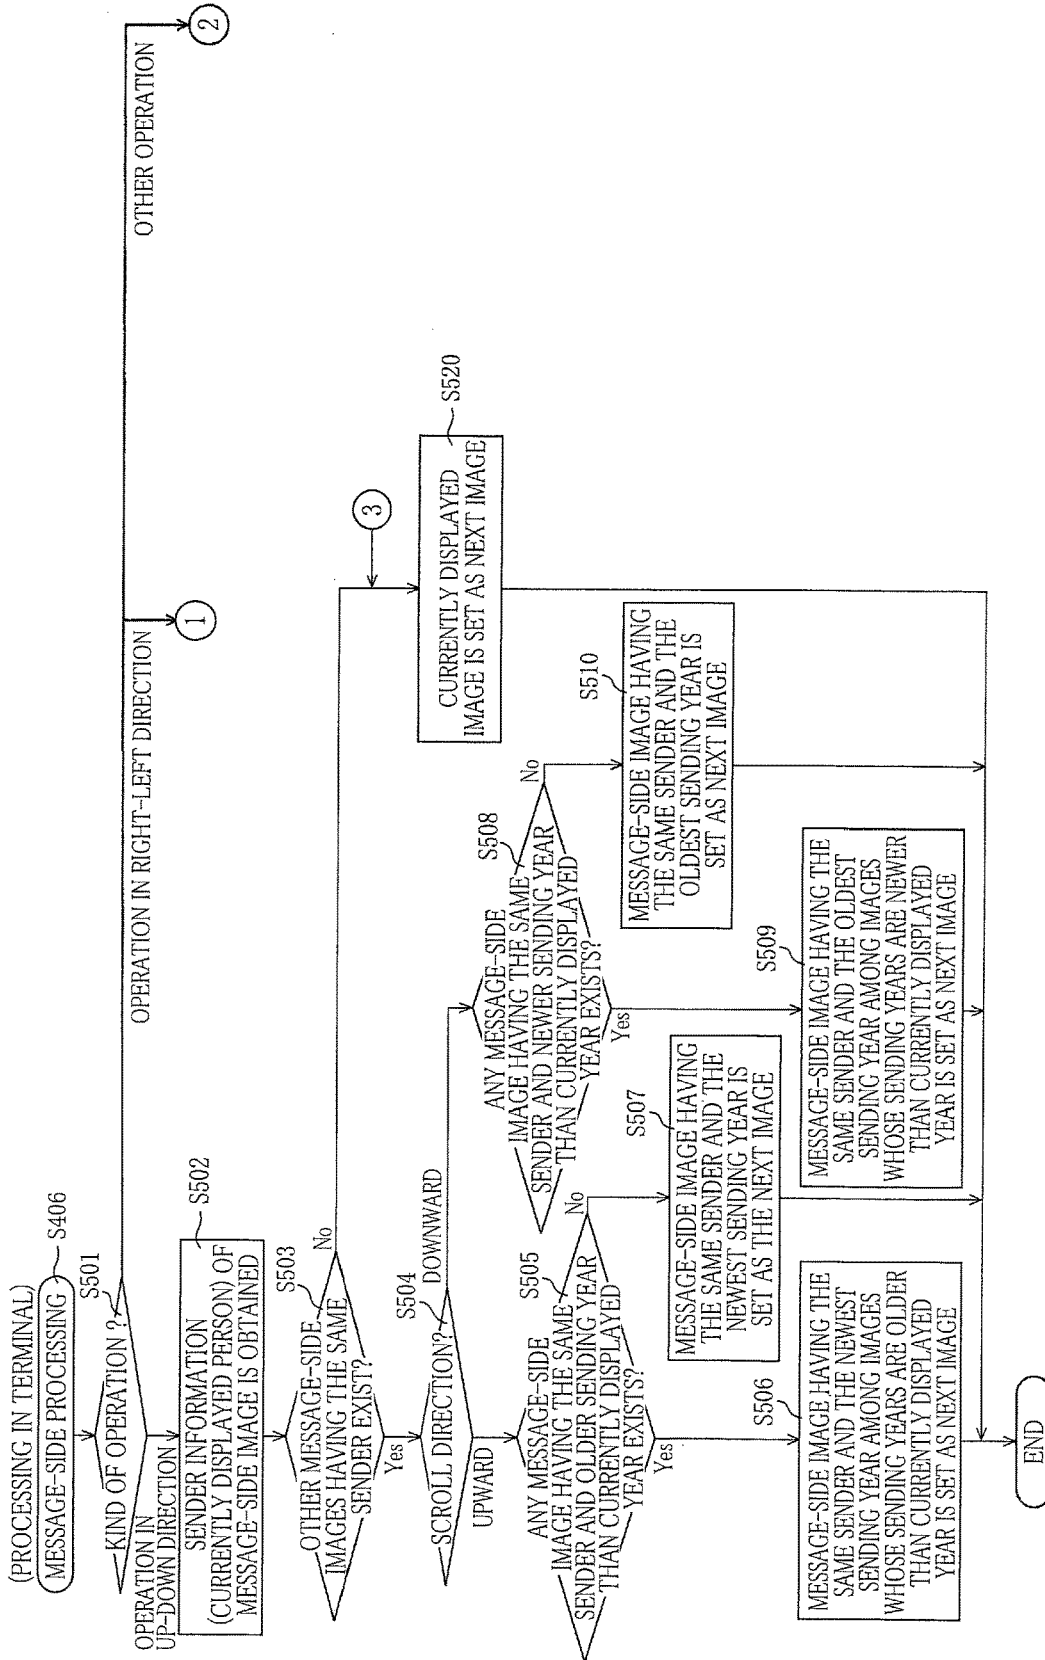 (PROCESSING IN TERMINAL)
MESSAGE-SIDE PROCESSING
S406
KIND OF OPERATION ?
S501
OPERATION IN
UP-DOWN DIRECTION
OPERATION IN RIGHT-LEFT DIRECTION
1
OTHER OPERATION
2
SENDER INFORMATION
(CURRENTLY DISPLAYED PERSON) OF
MESSAGE-SIDE IMAGE IS OBTAINED
S502
OTHER MESSAGE-SIDE
IMAGES HAVING THE SAME
SENDER EXIST?
S503
No
Yes
3
SCROLL DIRECTION?
S504
DOWNWARD
UPWARD
CURRENTLY DISPLAYED
IMAGE IS SET AS NEXT IMAGE
S520
ANY MESSAGE-SIDE
IMAGE HAVING THE SAME
SENDER AND OLDER SENDING YEAR
THAN CURRENTLY DISPLAYED
YEAR EXISTS?
S505
No
Yes
ANY MESSAGE-SIDE
IMAGE HAVING THE SAME
SENDER AND NEWER SENDING YEAR
THAN CURRENTLY DISPLAYED
YEAR EXISTS?
S508
No
Yes
MESSAGE-SIDE IMAGE HAVING
THE SAME SENDER AND THE
NEWEST SENDING YEAR IS
SET AS THE NEXT IMAGE
S507
MESSAGE-SIDE IMAGE HAVING
THE SAME SENDER AND THE
OLDEST SENDING YEAR IS
SET AS NEXT IMAGE
S510
MESSAGE-SIDE IMAGE HAVING THE
SAME SENDER AND THE NEWEST
SENDING YEAR AMONG IMAGES
WHOSE SENDING YEARS ARE OLDER
THAN CURRENTLY DISPLAYED
YEAR IS SET AS NEXT IMAGE
S506
MESSAGE-SIDE IMAGE HAVING THE
SAME SENDER AND THE OLDEST
SENDING YEAR AMONG IMAGES
WHOSE SENDING YEARS ARE NEWER
THAN CURRENTLY DISPLAYED
YEAR IS SET AS NEXT IMAGE
S509
END